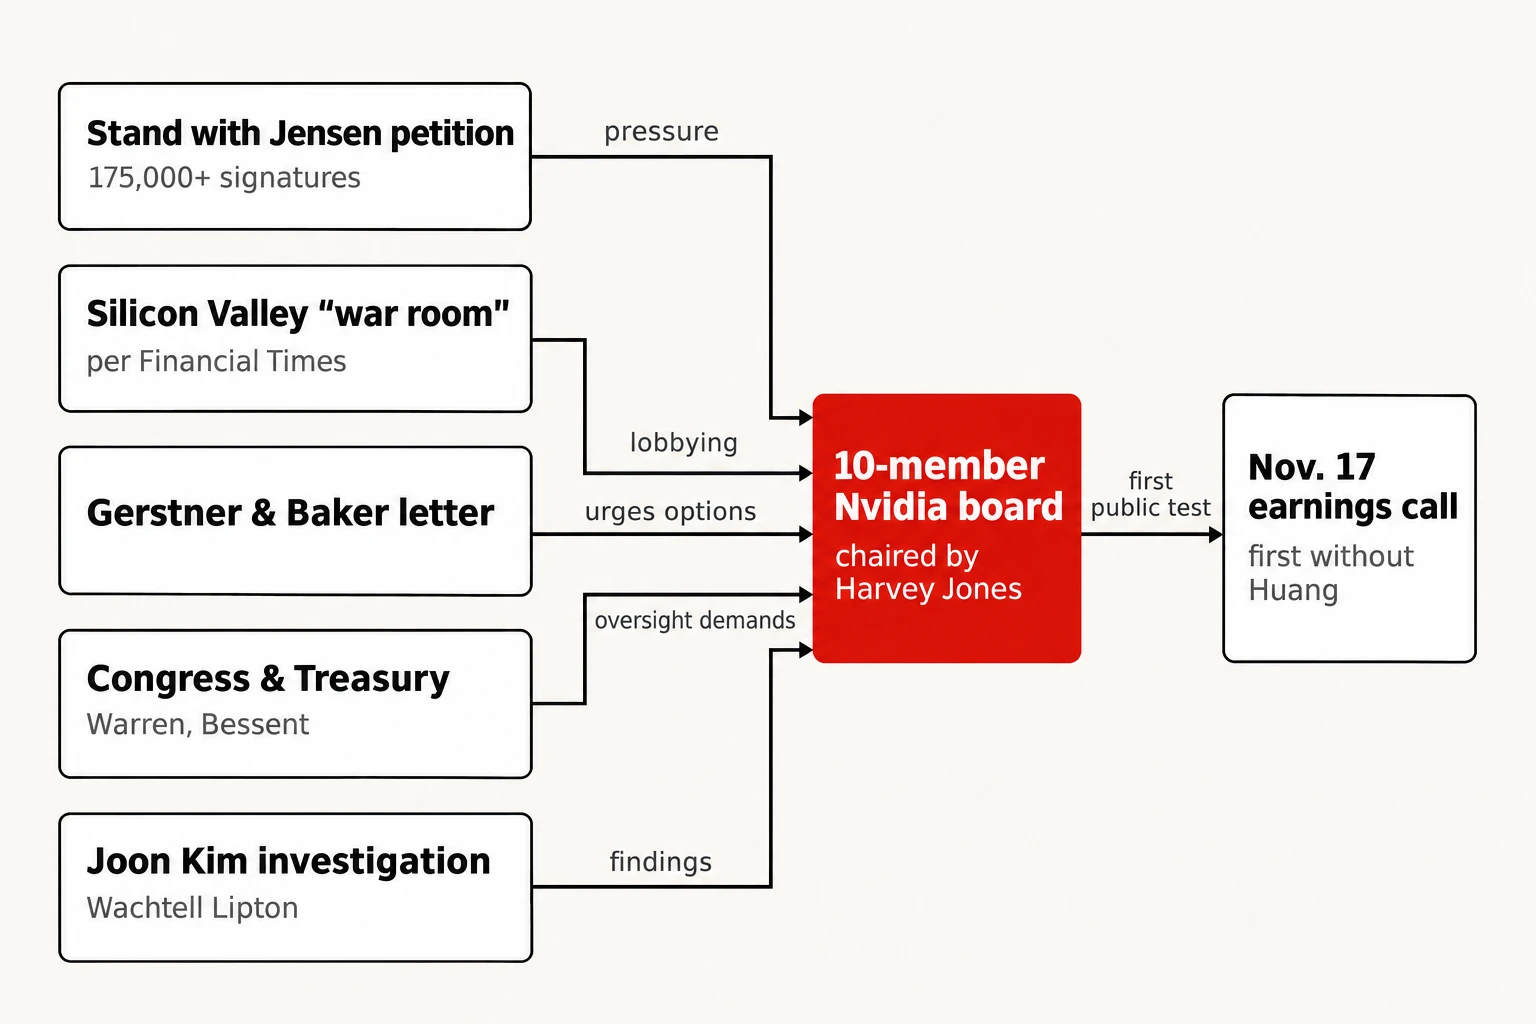 Stand with Jensen petition
175,000+ signatures
pressure
Silicon Valley “war room”
per Financial Times
lobbying
Gerstner & Baker letter
urges options
Congress & Treasury
Warren, Bessent
oversight demands
Joon Kim investigation
Wachtell Lipton
findings
10-member
Nvidia board
chaired by
Harvey Jones
first
public test
Nov. 17
earnings call
first without
Huang